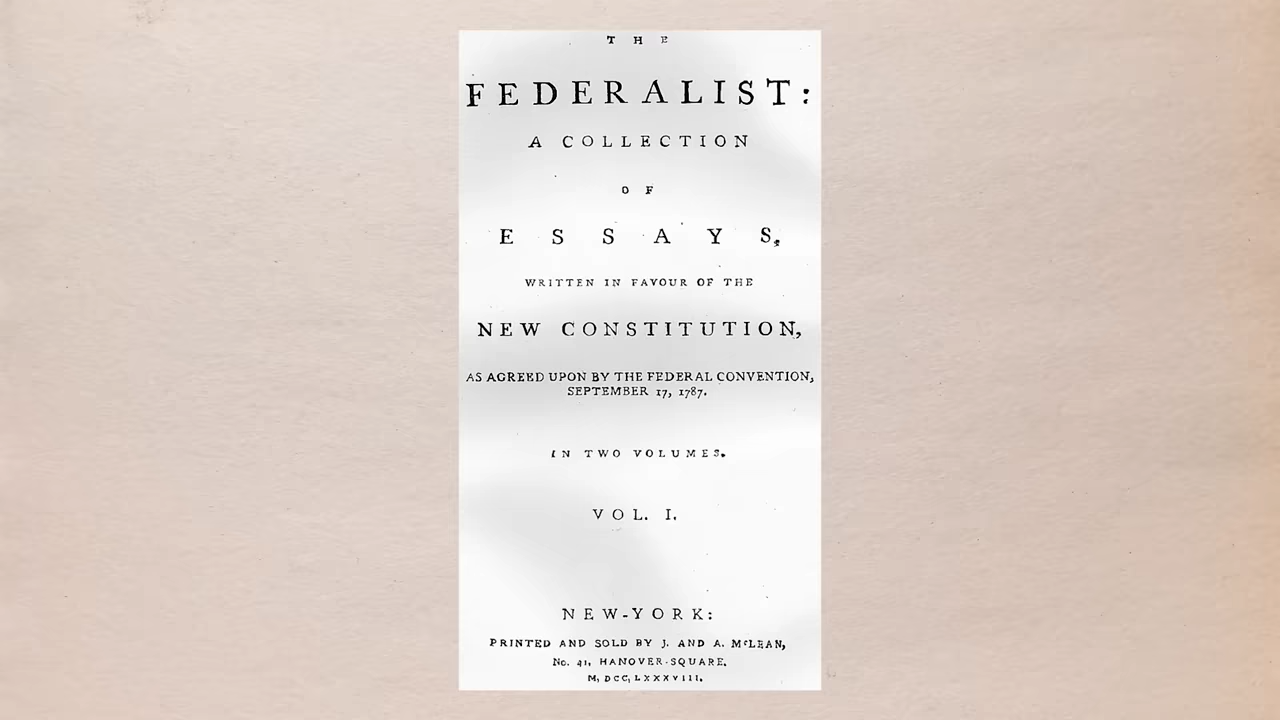 THE
FEDERALIST:
A COLLECTION
OF
ESSAYS,
WRITTEN IN FAVOUR OF THE
NEW CONSTITUTION,
AS AGREED UPON BY THE FEDERAL CONVENTION,
SEPTEMBER 17, 1787.
IN TWO VOLUMES.
VOL. I.
NEW-YORK:
PRINTED AND SOLD BY J. AND A. McLEAN,
No. 41, HANOVER-SQUARE.
M,DCC,LXXXVIII.